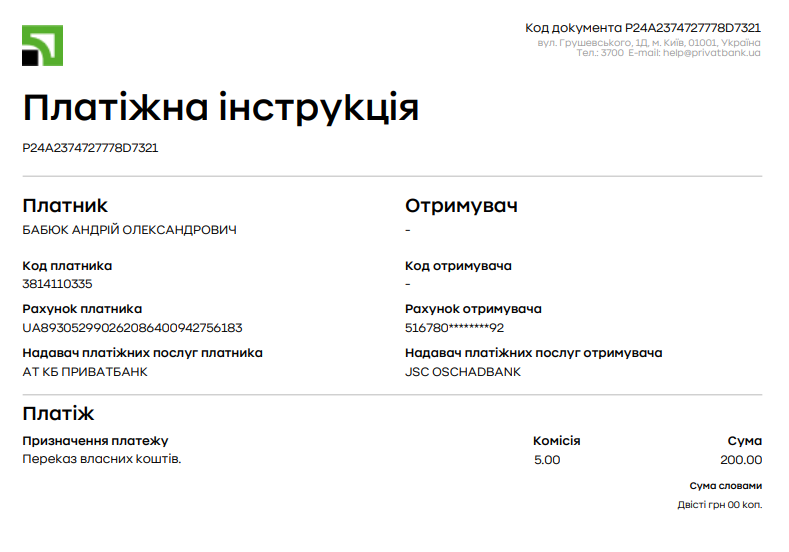 Код документа P24A2374727778D7321
вул. Грушевського, 1Д, м. Київ, 01001, Україна
Тел.: 3700 E-mail: help@privatbank.ua
Платіжна інструкція
P24A2374727778D7321
Платник
БАБЮК АНДРІЙ ОЛЕКСАНДРОВИЧ
Код платника
3814110335
Рахунок платника
UA893052990262086400942756183
Надавач платіжних послуг платника
АТ КБ ПРИВАТБАНК
Отримувач
-
Код отримувача
-
Рахунок отримувача
516780********92
Надавач платіжних послуг отримувача
JSC OSCHADBANK
Платіж
Призначення платежу
Переказ власних коштів.
Комісія
5.00
Сума
200.00
Сума словами
Двісті грн 00 коп.